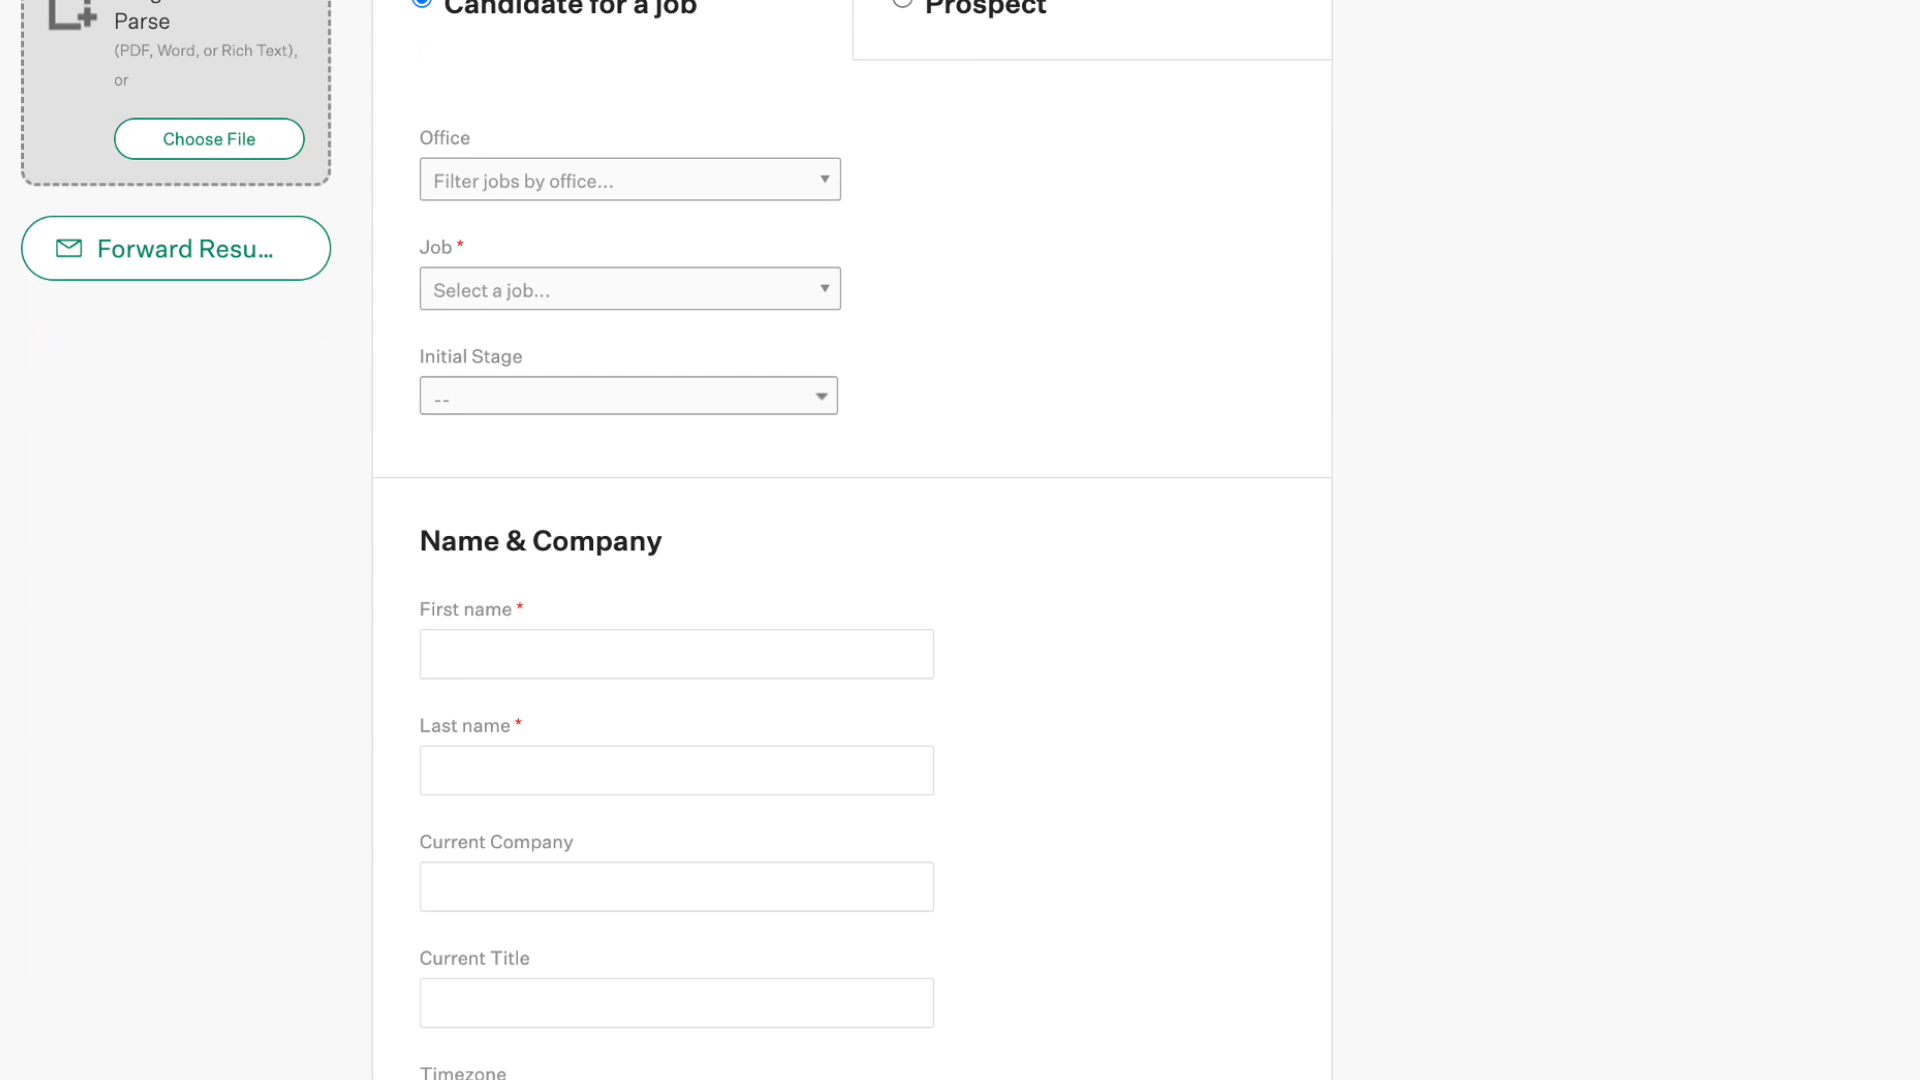 Parse
(PDF, Word, or Rich Text),
or
Choose File
Forward Resu...
Candidate for a job
Prospect
Office
Filter jobs by office...
Job *
Select a job...
Initial Stage
--
Name & Company
First name *
Last name *
Current Company
Current Title
Timezone